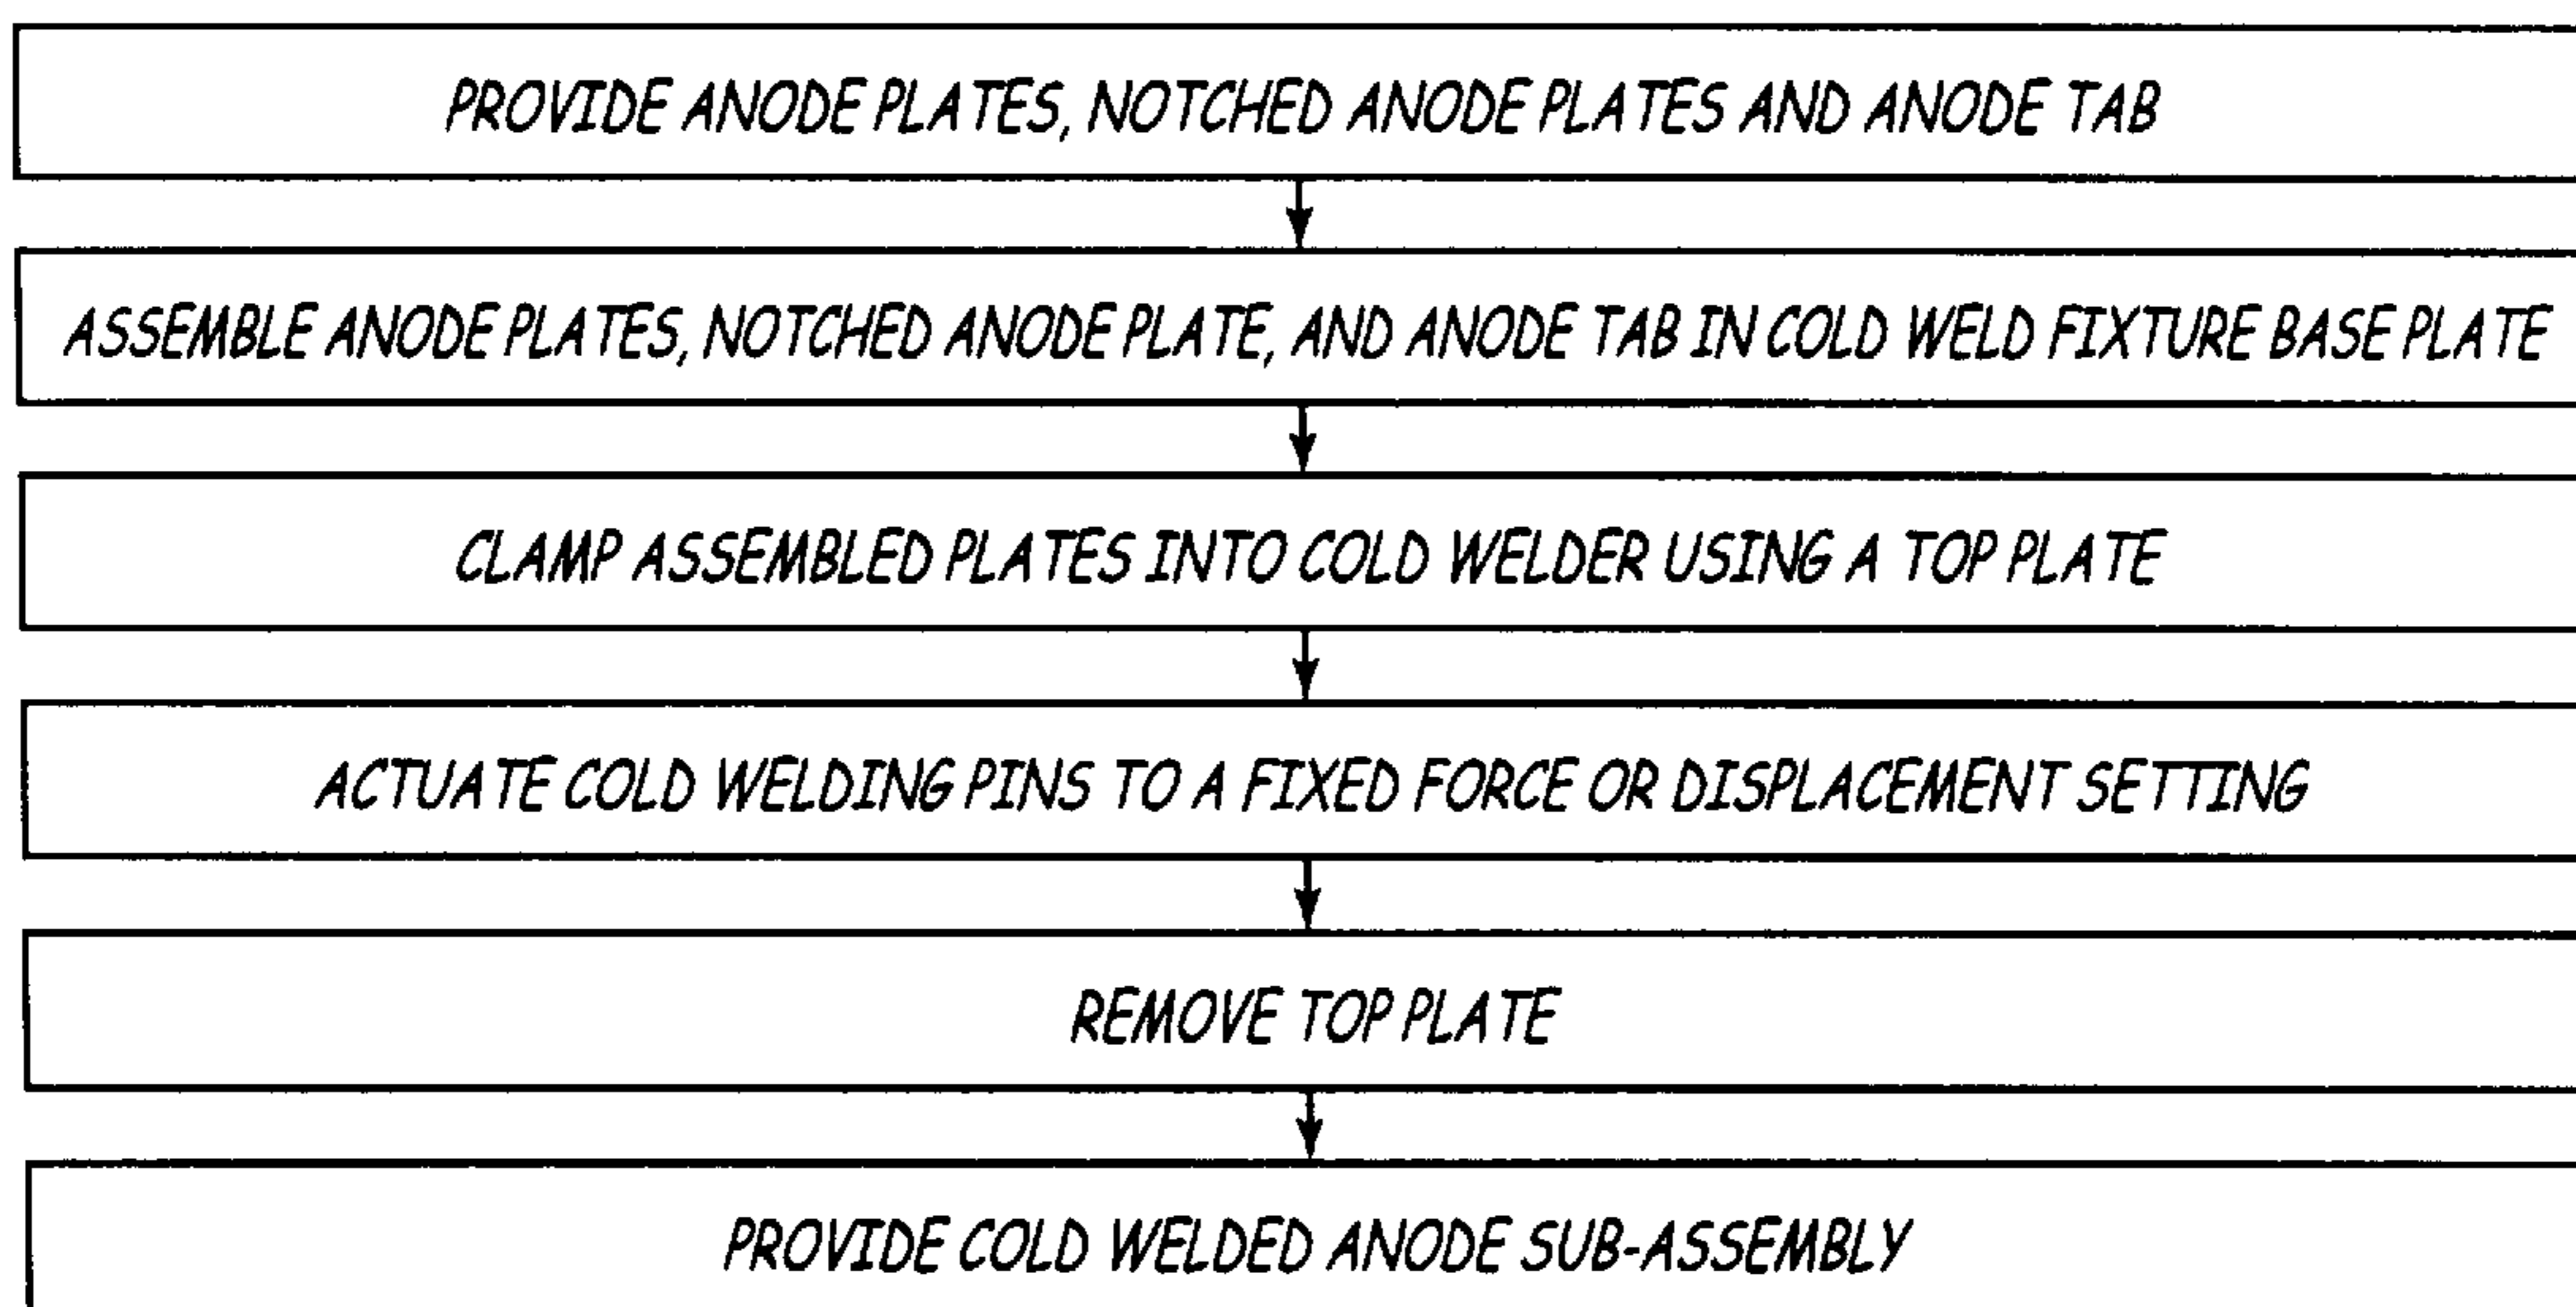 PROVIDE ANODE PLATES, NOTCHED ANODE PLATES AND ANODE TAB
ASSEMBLE ANODE PLATES, NOTCHED ANODE PLATE, AND ANODE TAB IN COLD WELD FIXTURE BASE PLATE
CLAMP ASSEMBLED PLATES INTO COLD WELDER USING A TOP PLATE
ACTUATE COLD WELDING PINS TO A FIXED FORCE OR DISPLACEMENT SETTING
REMOVE TOP PLATE
PROVIDE COLD WELDED ANODE SUB-ASSEMBLY